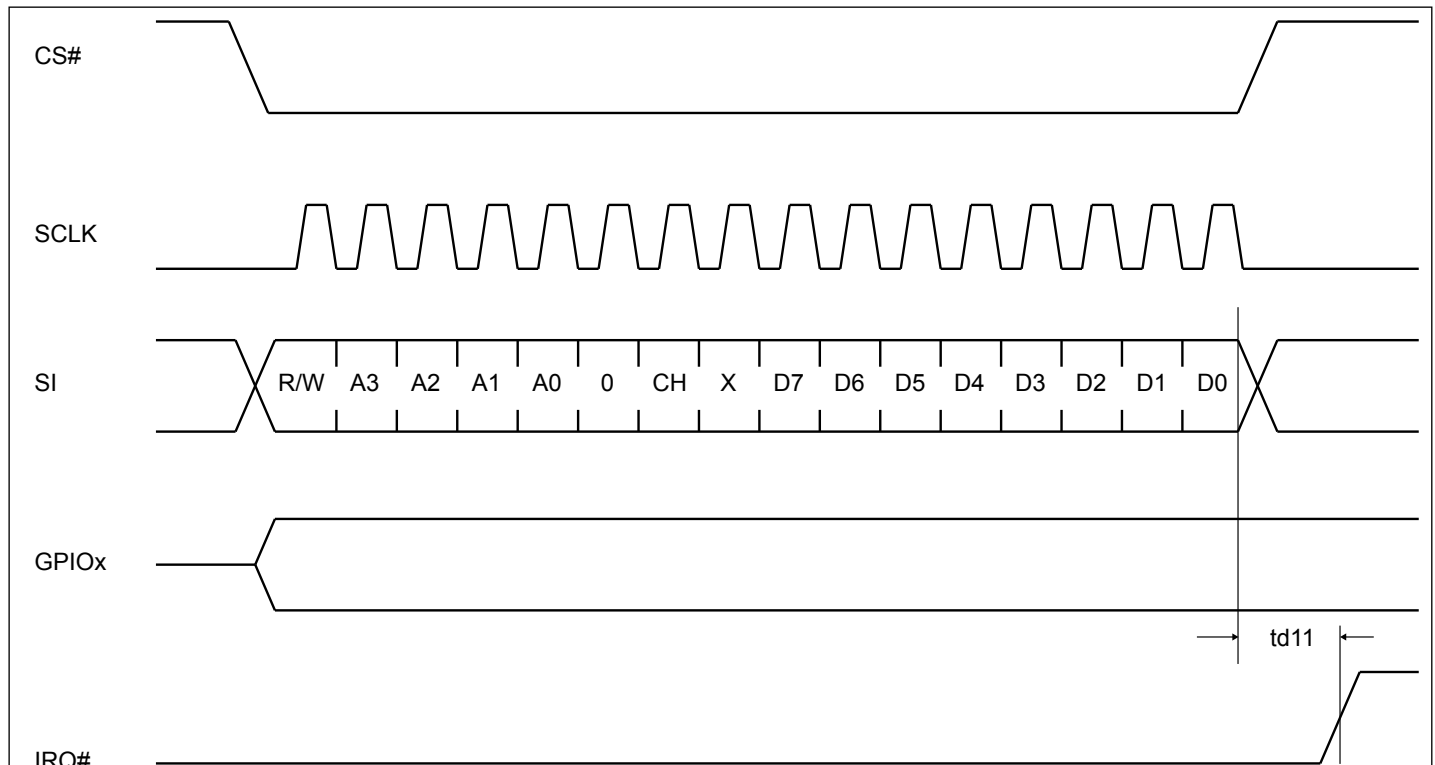 CS#
SCLK
SI
R/W A3 A2 A1 A0 0 CH X D7 D6 D5 D4 D3 D2 D1 D0
GPIOx
td11
IRQ#